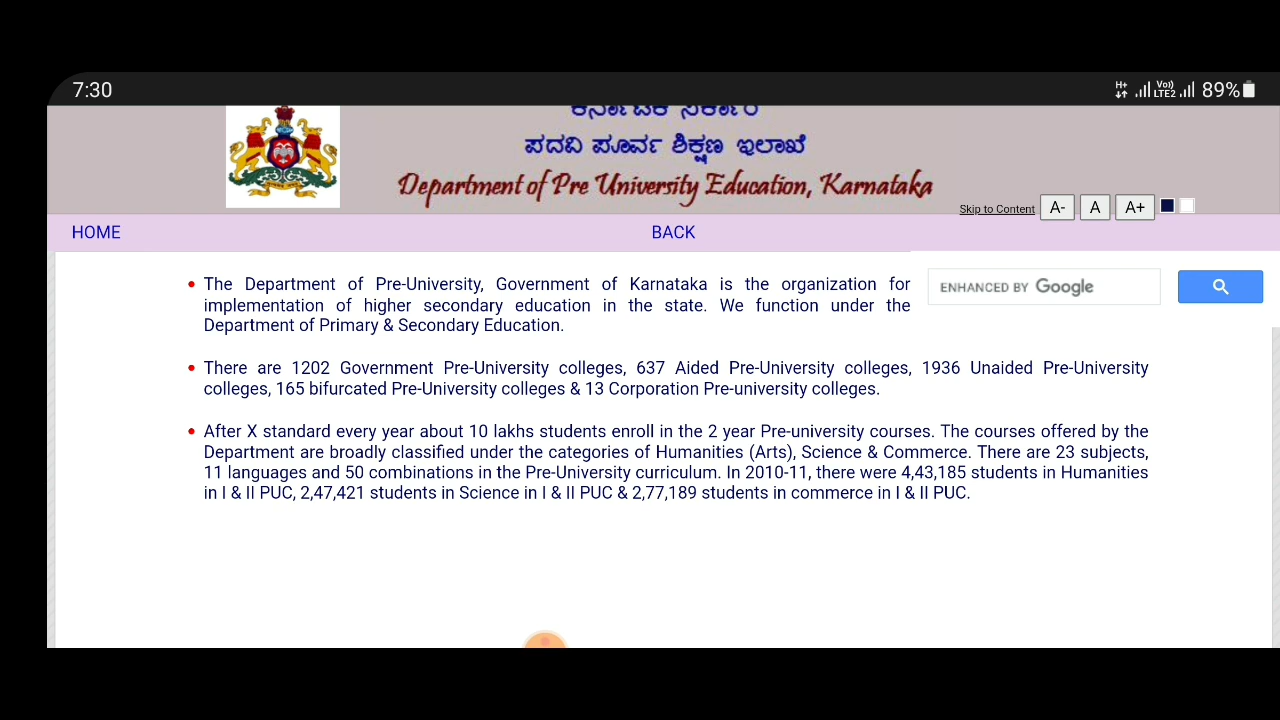 7:30 Vo)) LTE2 89%
ಕರ್ನಾಟಕ ಸರ್ಕಾರ
ಪದವಿ ಪೂರ್ವ ಶಿಕ್ಷಣ ಇಲಾಖೆ
Department of Pre University Education, Karnataka
Skip to Content A- A A+
HOME BACK
The Department of Pre-University, Government of Karnataka is the organization for
implementation of higher secondary education in the state. We function under the
Department of Primary & Secondary Education.
ENHANCED BY Google
There are 1202 Government Pre-University colleges, 637 Aided Pre-University colleges, 1936 Unaided Pre-University
colleges, 165 bifurcated Pre-University colleges & 13 Corporation Pre-university colleges.
After X standard every year about 10 lakhs students enroll in the 2 year Pre-university courses. The courses offered by the
Department are broadly classified under the categories of Humanities (Arts), Science & Commerce. There are 23 subjects,
11 languages and 50 combinations in the Pre-University curriculum. In 2010-11, there were 4,43,185 students in Humanities
in I & II PUC, 2,47,421 students in Science in I & II PUC & 2,77,189 students in commerce in I & II PUC.